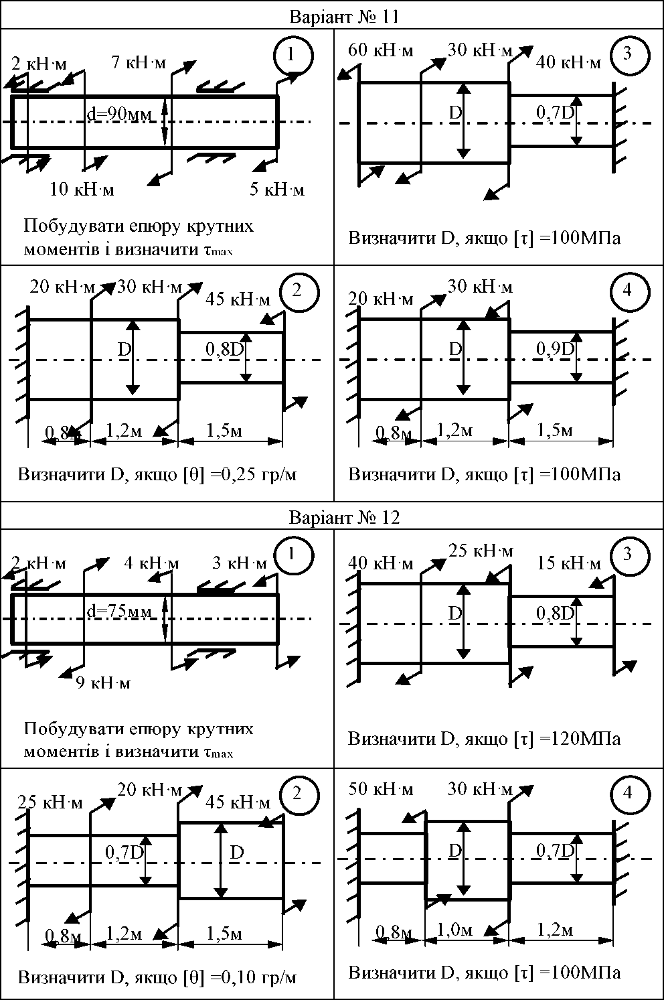 Варіант № 11
1
2 кН·м
7 кН·м
d=90мм
10 кН·м
5 кН·м
Побудувати епюру крутних
моментів і визначити τmax
3
60 кН·м
30 кН·м
40 кН·м
D
0,7D
Визначити D, якщо [τ] =100МПа
2
20 кН·м
30 кН·м
45 кН·м
D
0,8D
0,8м
1,2м
1,5м
Визначити D, якщо [θ] =0,25 гр/м
4
20 кН·м
30 кН·м
D
0,9D
0,8м
1,2м
1,5м
Визначити D, якщо [τ] =100МПа
Варіант № 12
1
2 кН·м
4 кН·м
3 кН·м
d=75мм
9 кН·м
Побудувати епюру крутних
моментів і визначити τmax
3
40 кН·м
25 кН·м
15 кН·м
D
0,8D
Визначити D, якщо [τ] =120МПа
2
25 кН·м
20 кН·м
45 кН·м
0,7D
D
0,8м
1,2м
1,5м
Визначити D, якщо [θ] =0,10 гр/м
4
50 кН·м
30 кН·м
D
0,7D
0,8м
1,0м
1,2м
Визначити D, якщо [τ] =100МПа